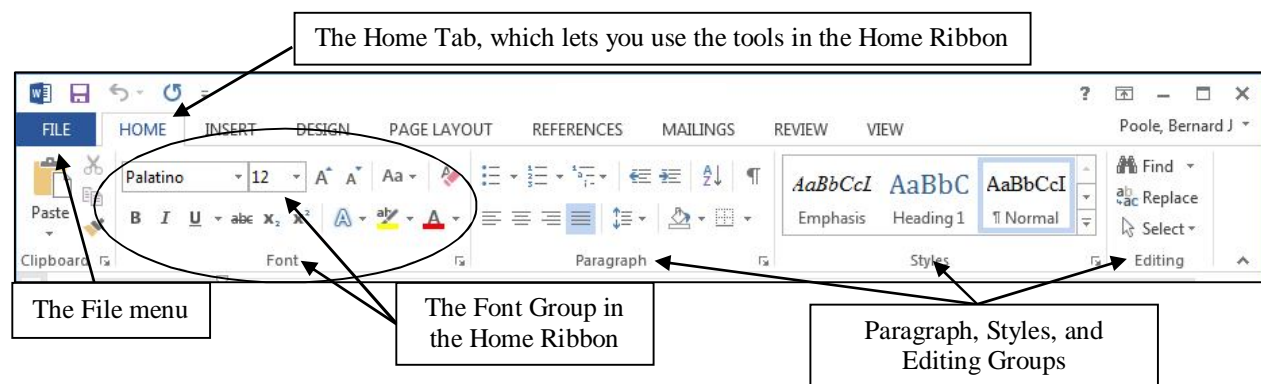 The Home Tab, which lets you use the tools in the Home Ribbon
?
FILE HOME INSERT DESIGN PAGE LAYOUT REFERENCES MAILINGS REVIEW VIEW Poole, Bernard J
Palatino 12 A A Aa Find
AaBbCcI AaBbC AaBbCcI
Replace
Paste B I U abc X₂ X² A aby A Emphasis Heading 1 ¶ Normal Select
Clipboard Font Paragraph Styles Editing
The File menu
The Font Group in
the Home Ribbon
Paragraph, Styles, and
Editing Groups